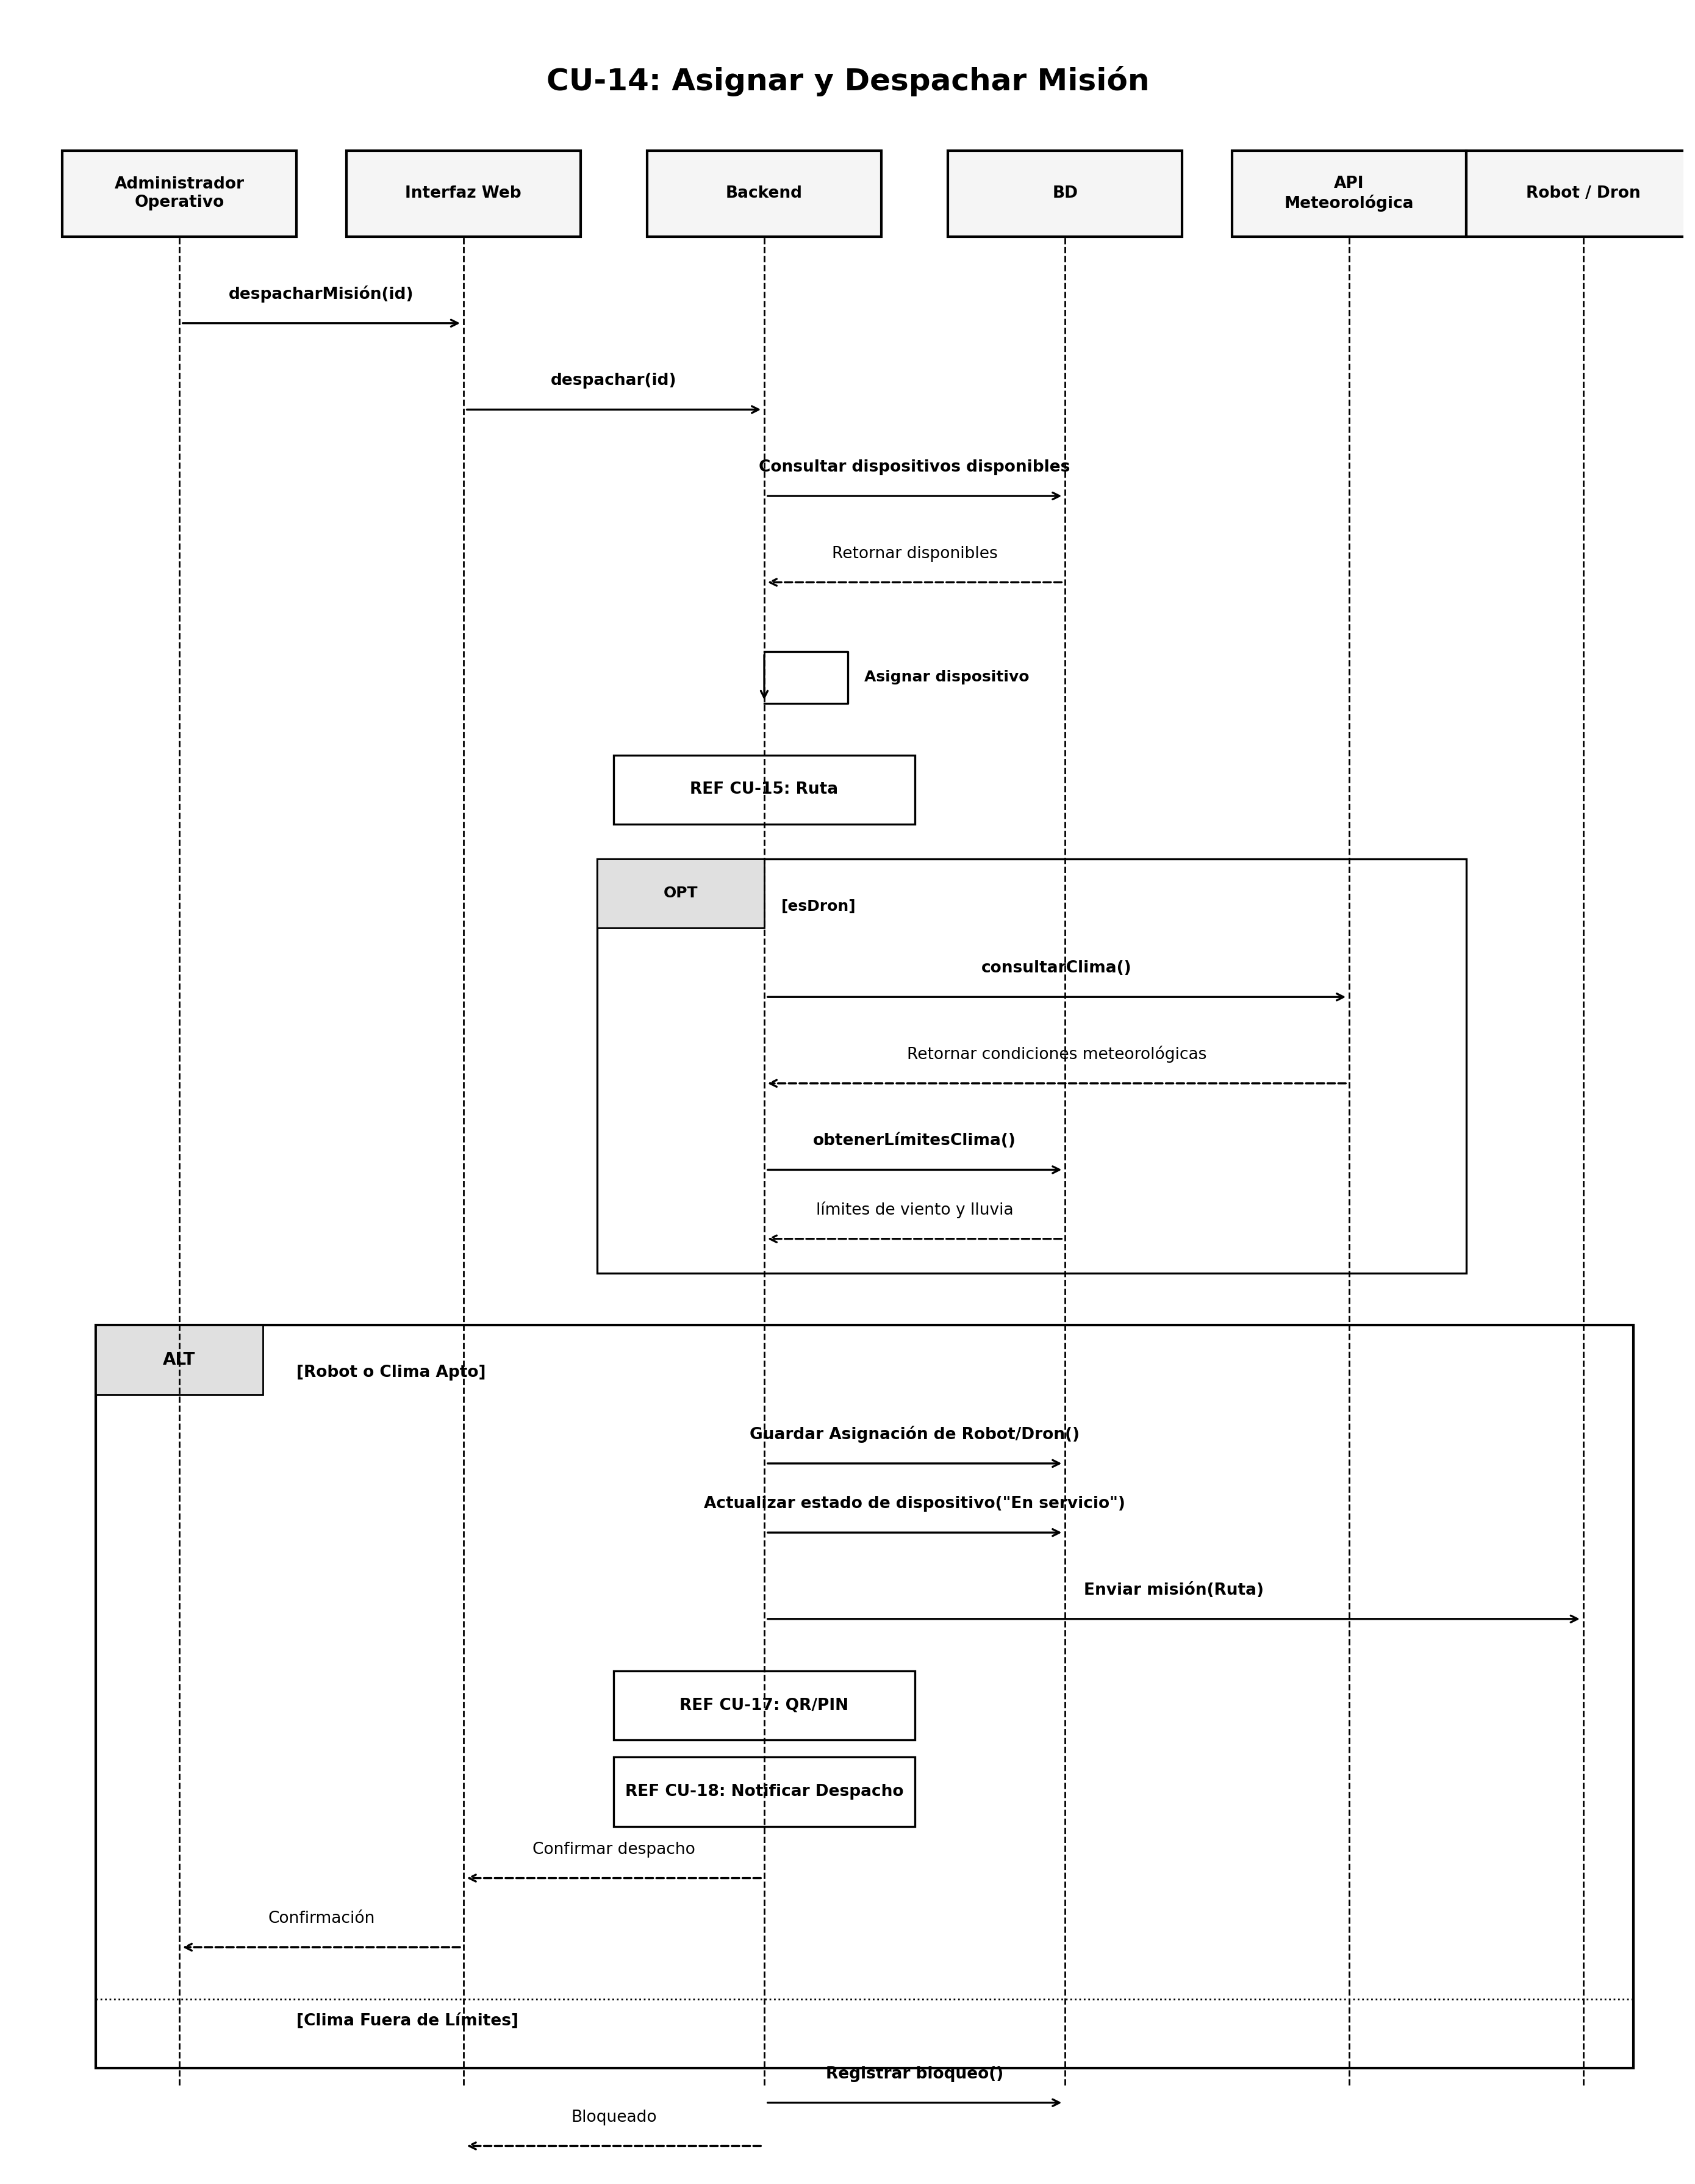 CU-14: Asignar y Despachar Misión
Administrador
Operativo
Interfaz Web
Backend
BD
API
Meteorológica
Robot / Dron
despacharMisión(id)
despachar(id)
Consultar dispositivos disponibles
Retornar disponibles
Asignar dispositivo
REF CU-15: Ruta
OPT
[esDron]
consultarClima()
Retornar condiciones meteorológicas
obtenerLímitesClima()
límites de viento y lluvia
ALT
[Robot o Clima Apto]
Guardar Asignación de Robot/Dron()
Actualizar estado de dispositivo("En servicio")
Enviar misión(Ruta)
REF CU-17: QR/PIN
REF CU-18: Notificar Despacho
Confirmar despacho
Confirmación
[Clima Fuera de Límites]
Registrar bloqueo()
Bloqueado